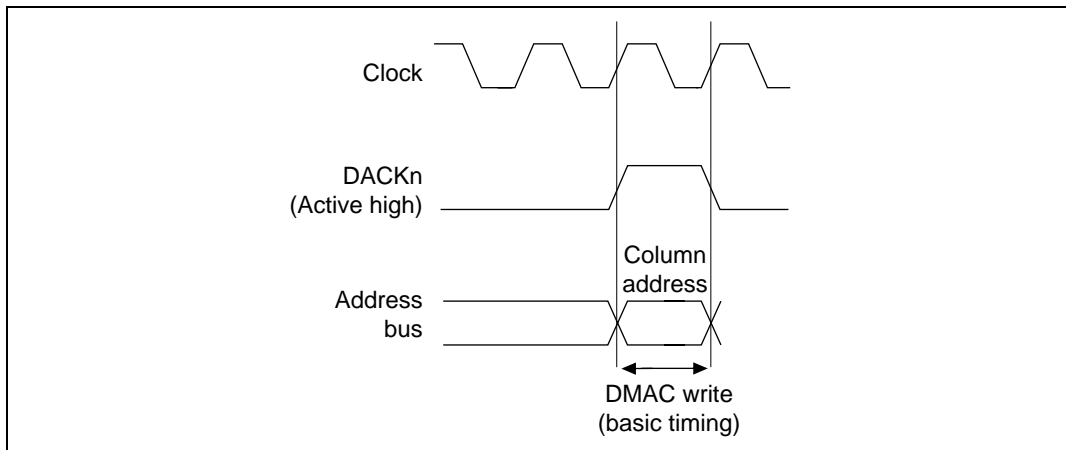 Clock
DACKn
(Active high)
Column
address
Address
bus
DMAC write
(basic timing)